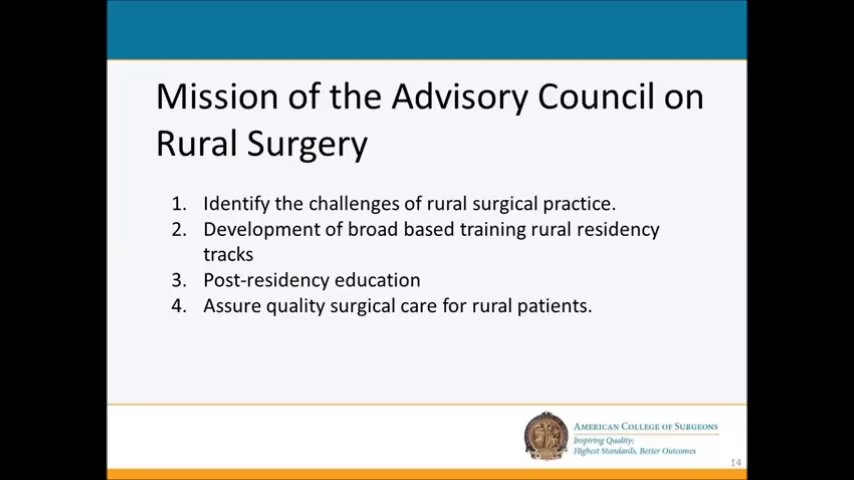 Mission of the Advisory Council on
Rural Surgery
1. Identify the challenges of rural surgical practice.
2. Development of broad based training rural residency
tracks
3. Post-residency education
4. Assure quality surgical care for rural patients.
AMERICAN COLLEGE OF SURGEONS
Inspiring Quality:
Highest Standards, Better Outcomes
14